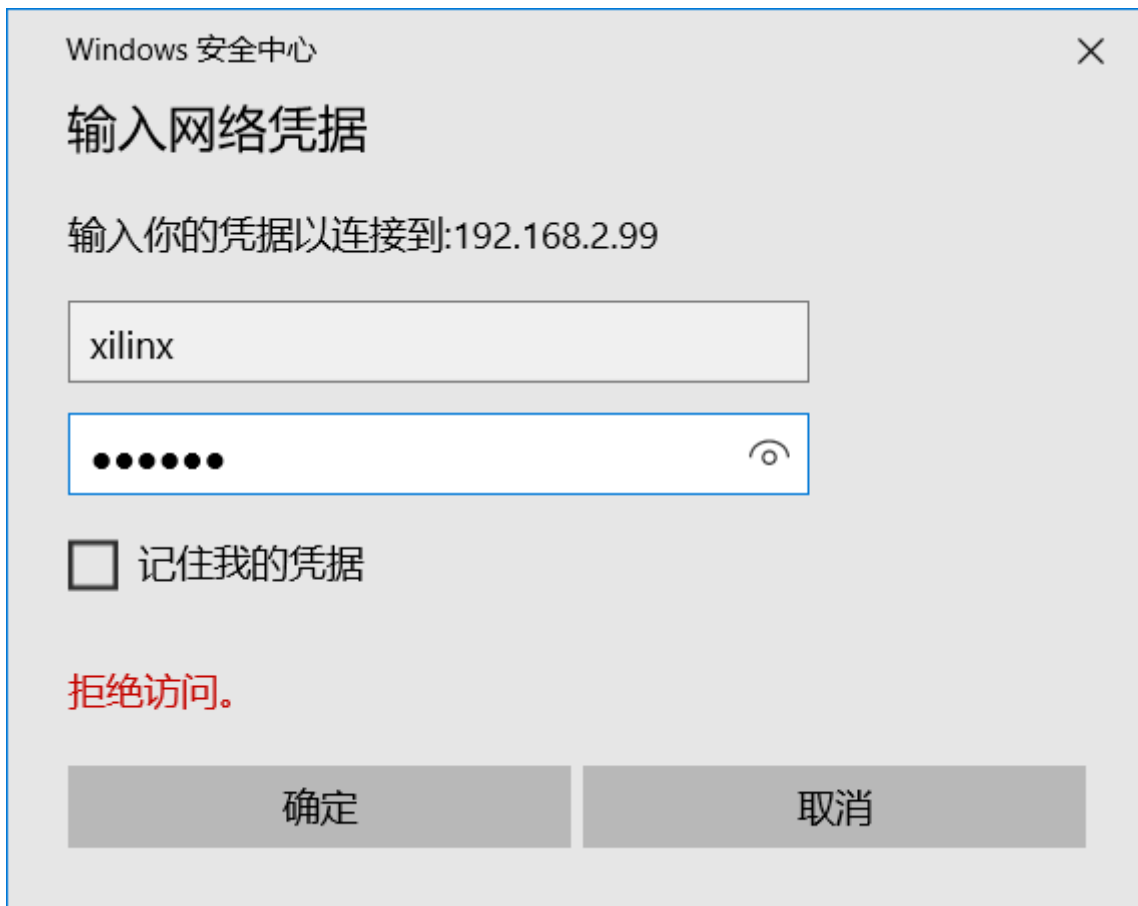 Windows 安全中心
输入网络凭据
输入你的凭据以连接到:192.168.2.99
xilinx
●●●●●●
记住我的凭据
拒绝访问。
确定
取消